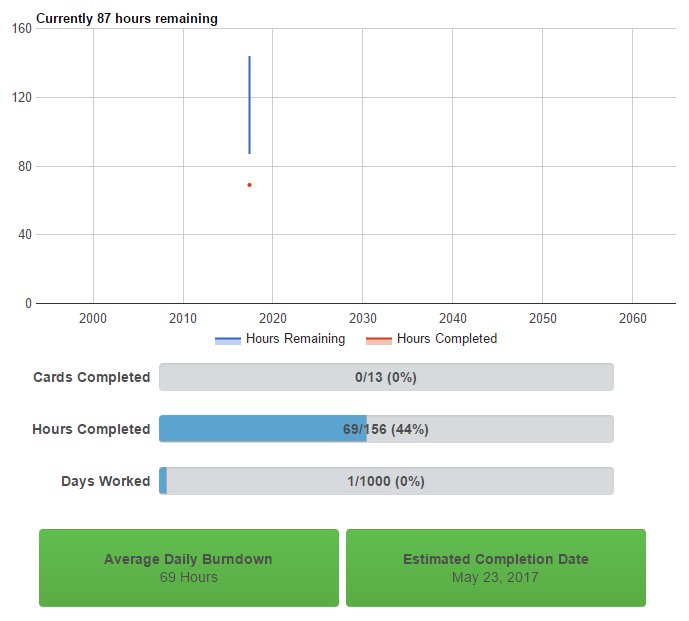 Currently 87 hours remaining
160
120
80
40
0
2000 2010 2020 2030 2040 2050 2060
Hours Remaining Hours Completed
Cards Completed 0/13 (0%)
Hours Completed 69/156 (44%)
Days Worked 1/1000 (0%)
Average Daily Burndown Estimated Completion Date
69 Hours May 23, 2017